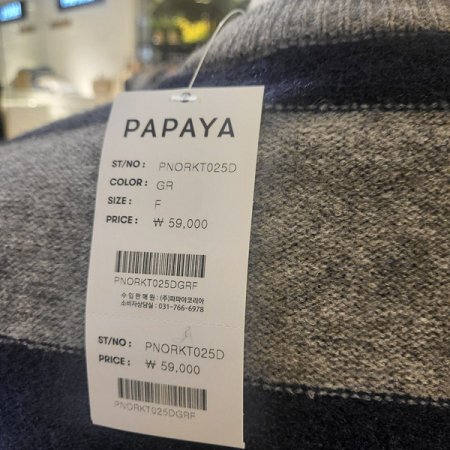 PAPAYA
ST/NO : PNORKT025D
COLOR : GR
SIZE : F
PRICE : ₩ 59,000
PNORKT025DGRF
수 입 판 매 원 : (주)파파야코리아
소비자상담실 : 031-766-6978
ST/NO : PNORKT025D
PRICE : ₩ 59,000
PNORKT025DGRF